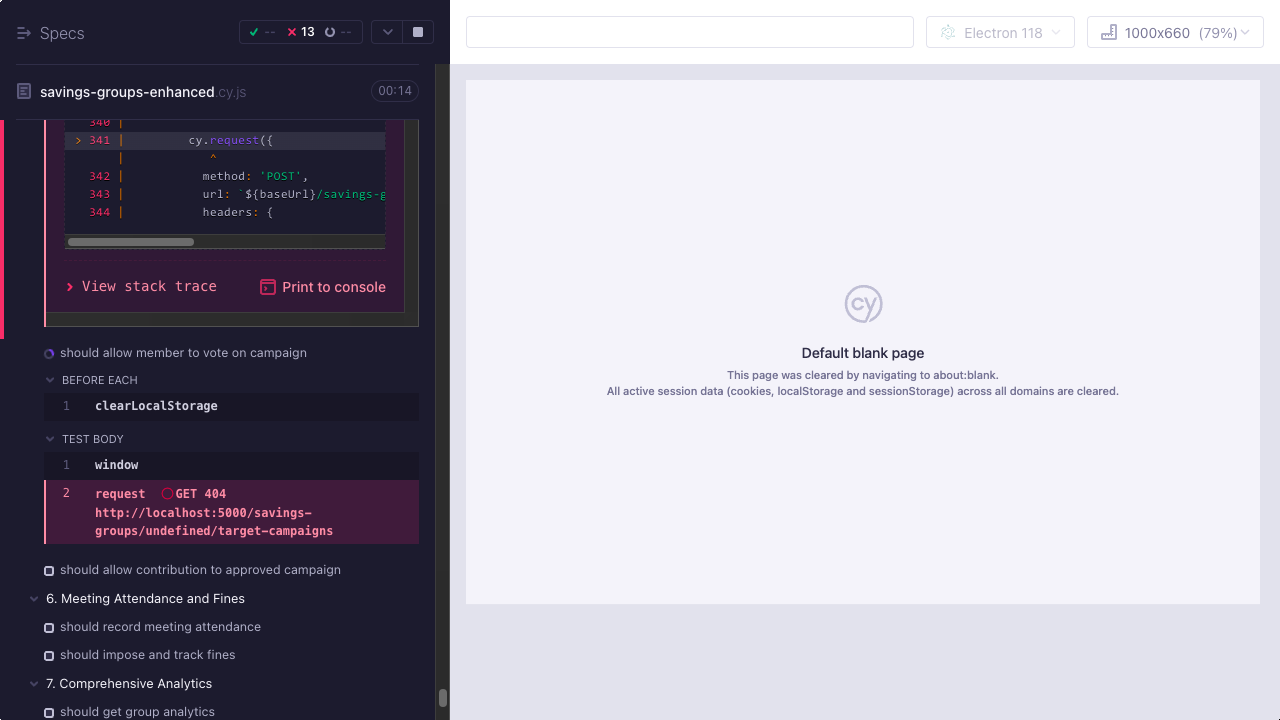 Specs
-- 13 --
Electron 118
1000x660 (79%)
savings-groups-enhanced.cy.js
00:14
340 |
> 341 | cy.request({
| ^
342 | method: 'POST',
343 | url: `${baseUrl}/savings-g
344 | headers: {
View stack trace
Print to console
should allow member to vote on campaign
BEFORE EACH
1 clearLocalStorage
TEST BODY
1 window
2 request GET 404
http://localhost:5000/savings-
groups/undefined/target-campaigns
should allow contribution to approved campaign
6. Meeting Attendance and Fines
should record meeting attendance
should impose and track fines
7. Comprehensive Analytics
should get group analytics
cy
Default blank page
This page was cleared by navigating to about:blank.
All active session data (cookies, localStorage and sessionStorage) across all domains are cleared.